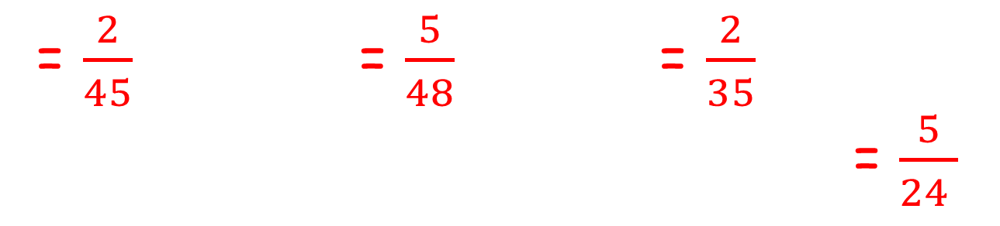 = 2/45 = 5/48 = 2/35
= 5/24